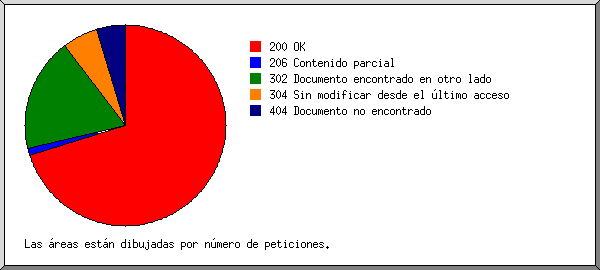 200 OK
206 Contenido parcial
302 Documento encontrado en otro lado
304 Sin modificar desde el último acceso
404 Documento no encontrado
Las áreas están dibujadas por número de peticiones.